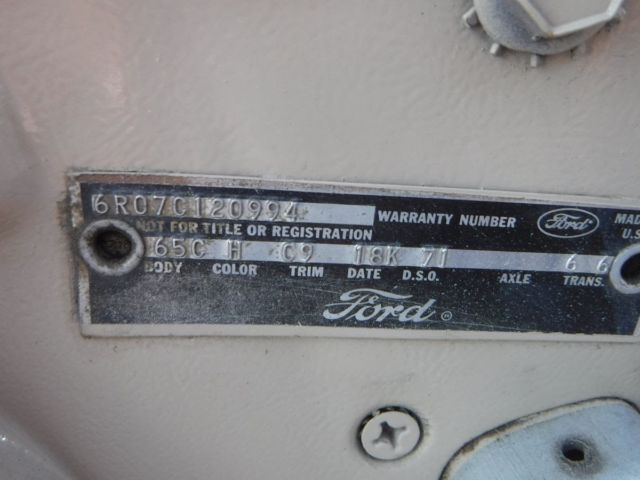 6R07C120994 WARRANTY NUMBER Ford MA
NOT FOR TITLE OR REGISTRATION U.S
65C H C9 18K 71 6 6
BODY COLOR TRIM DATE D.S.O. AXLE TRANS.
Ford ®